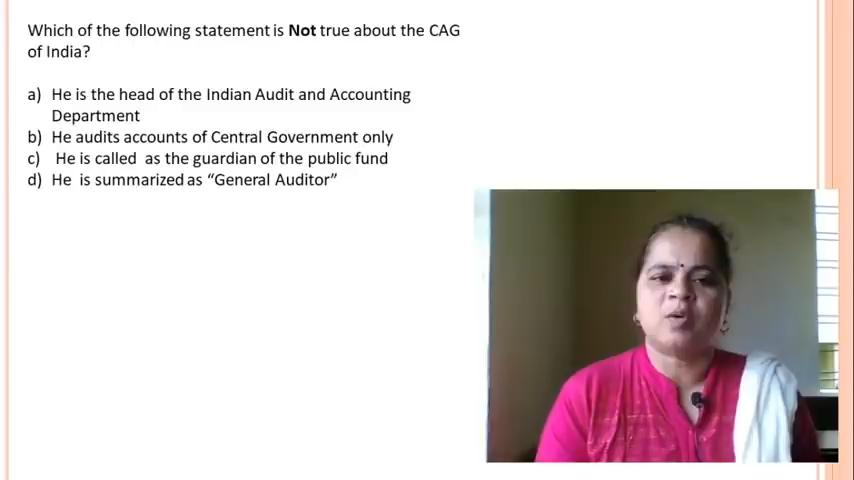 Which of the following statement is Not true about the CAG
of India?
a) He is the head of the Indian Audit and Accounting
Department
b) He audits accounts of Central Government only
c) He is called as the guardian of the public fund
d) He is summarized as “General Auditor”